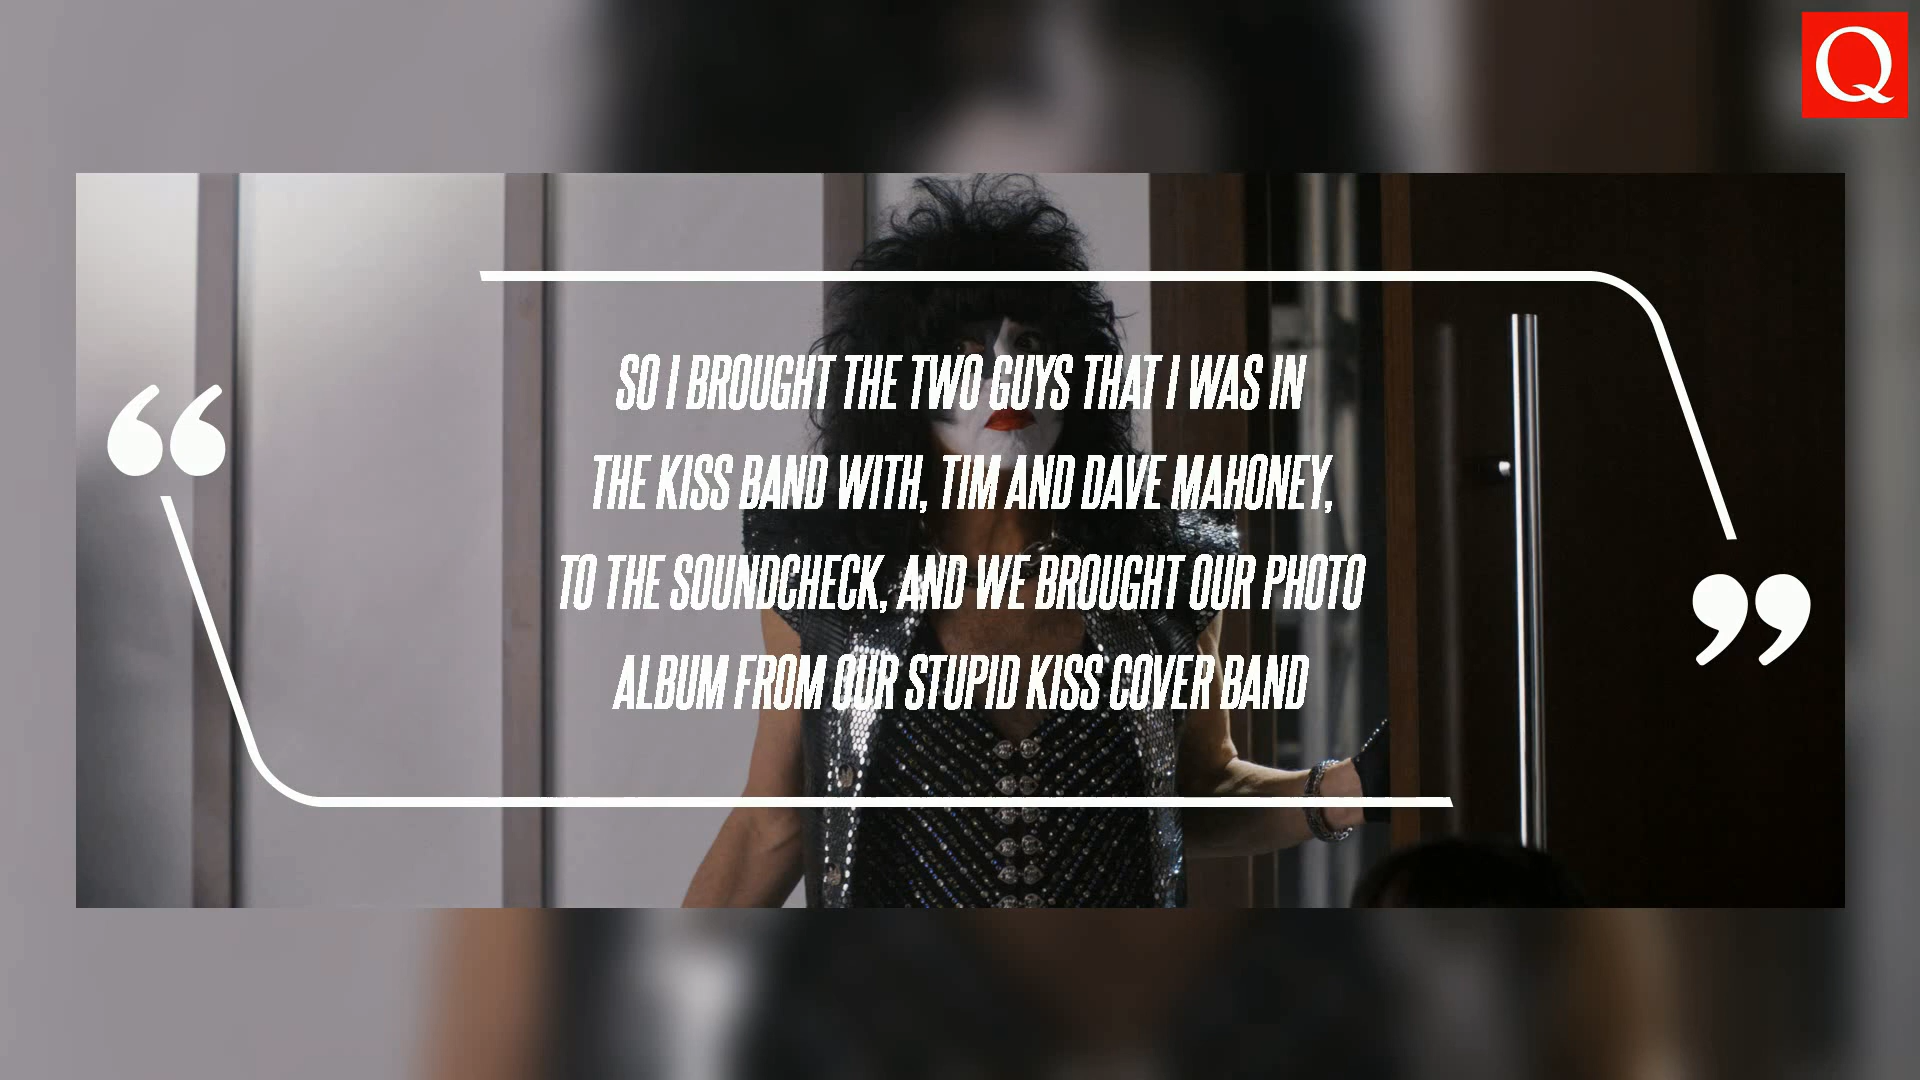 Q
“
SO I BROUGHT THE TWO GUYS THAT I WAS IN
THE KISS BAND WITH, TIM AND DAVE MAHONEY,
TO THE SOUNDCHECK, AND WE BROUGHT OUR PHOTO
ALBUM FROM OUR STUPID KISS COVER BAND
”